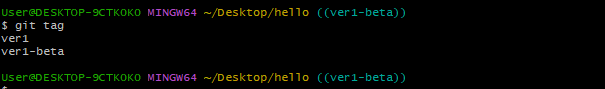 User@DESKTOP-9CTKOKO MINGW64 ~/Desktop/hello ((ver1-beta))
$ git tag
ver1
ver1-beta
User@DESKTOP-9CTKOKO MINGW64 ~/Desktop/hello ((ver1-beta))